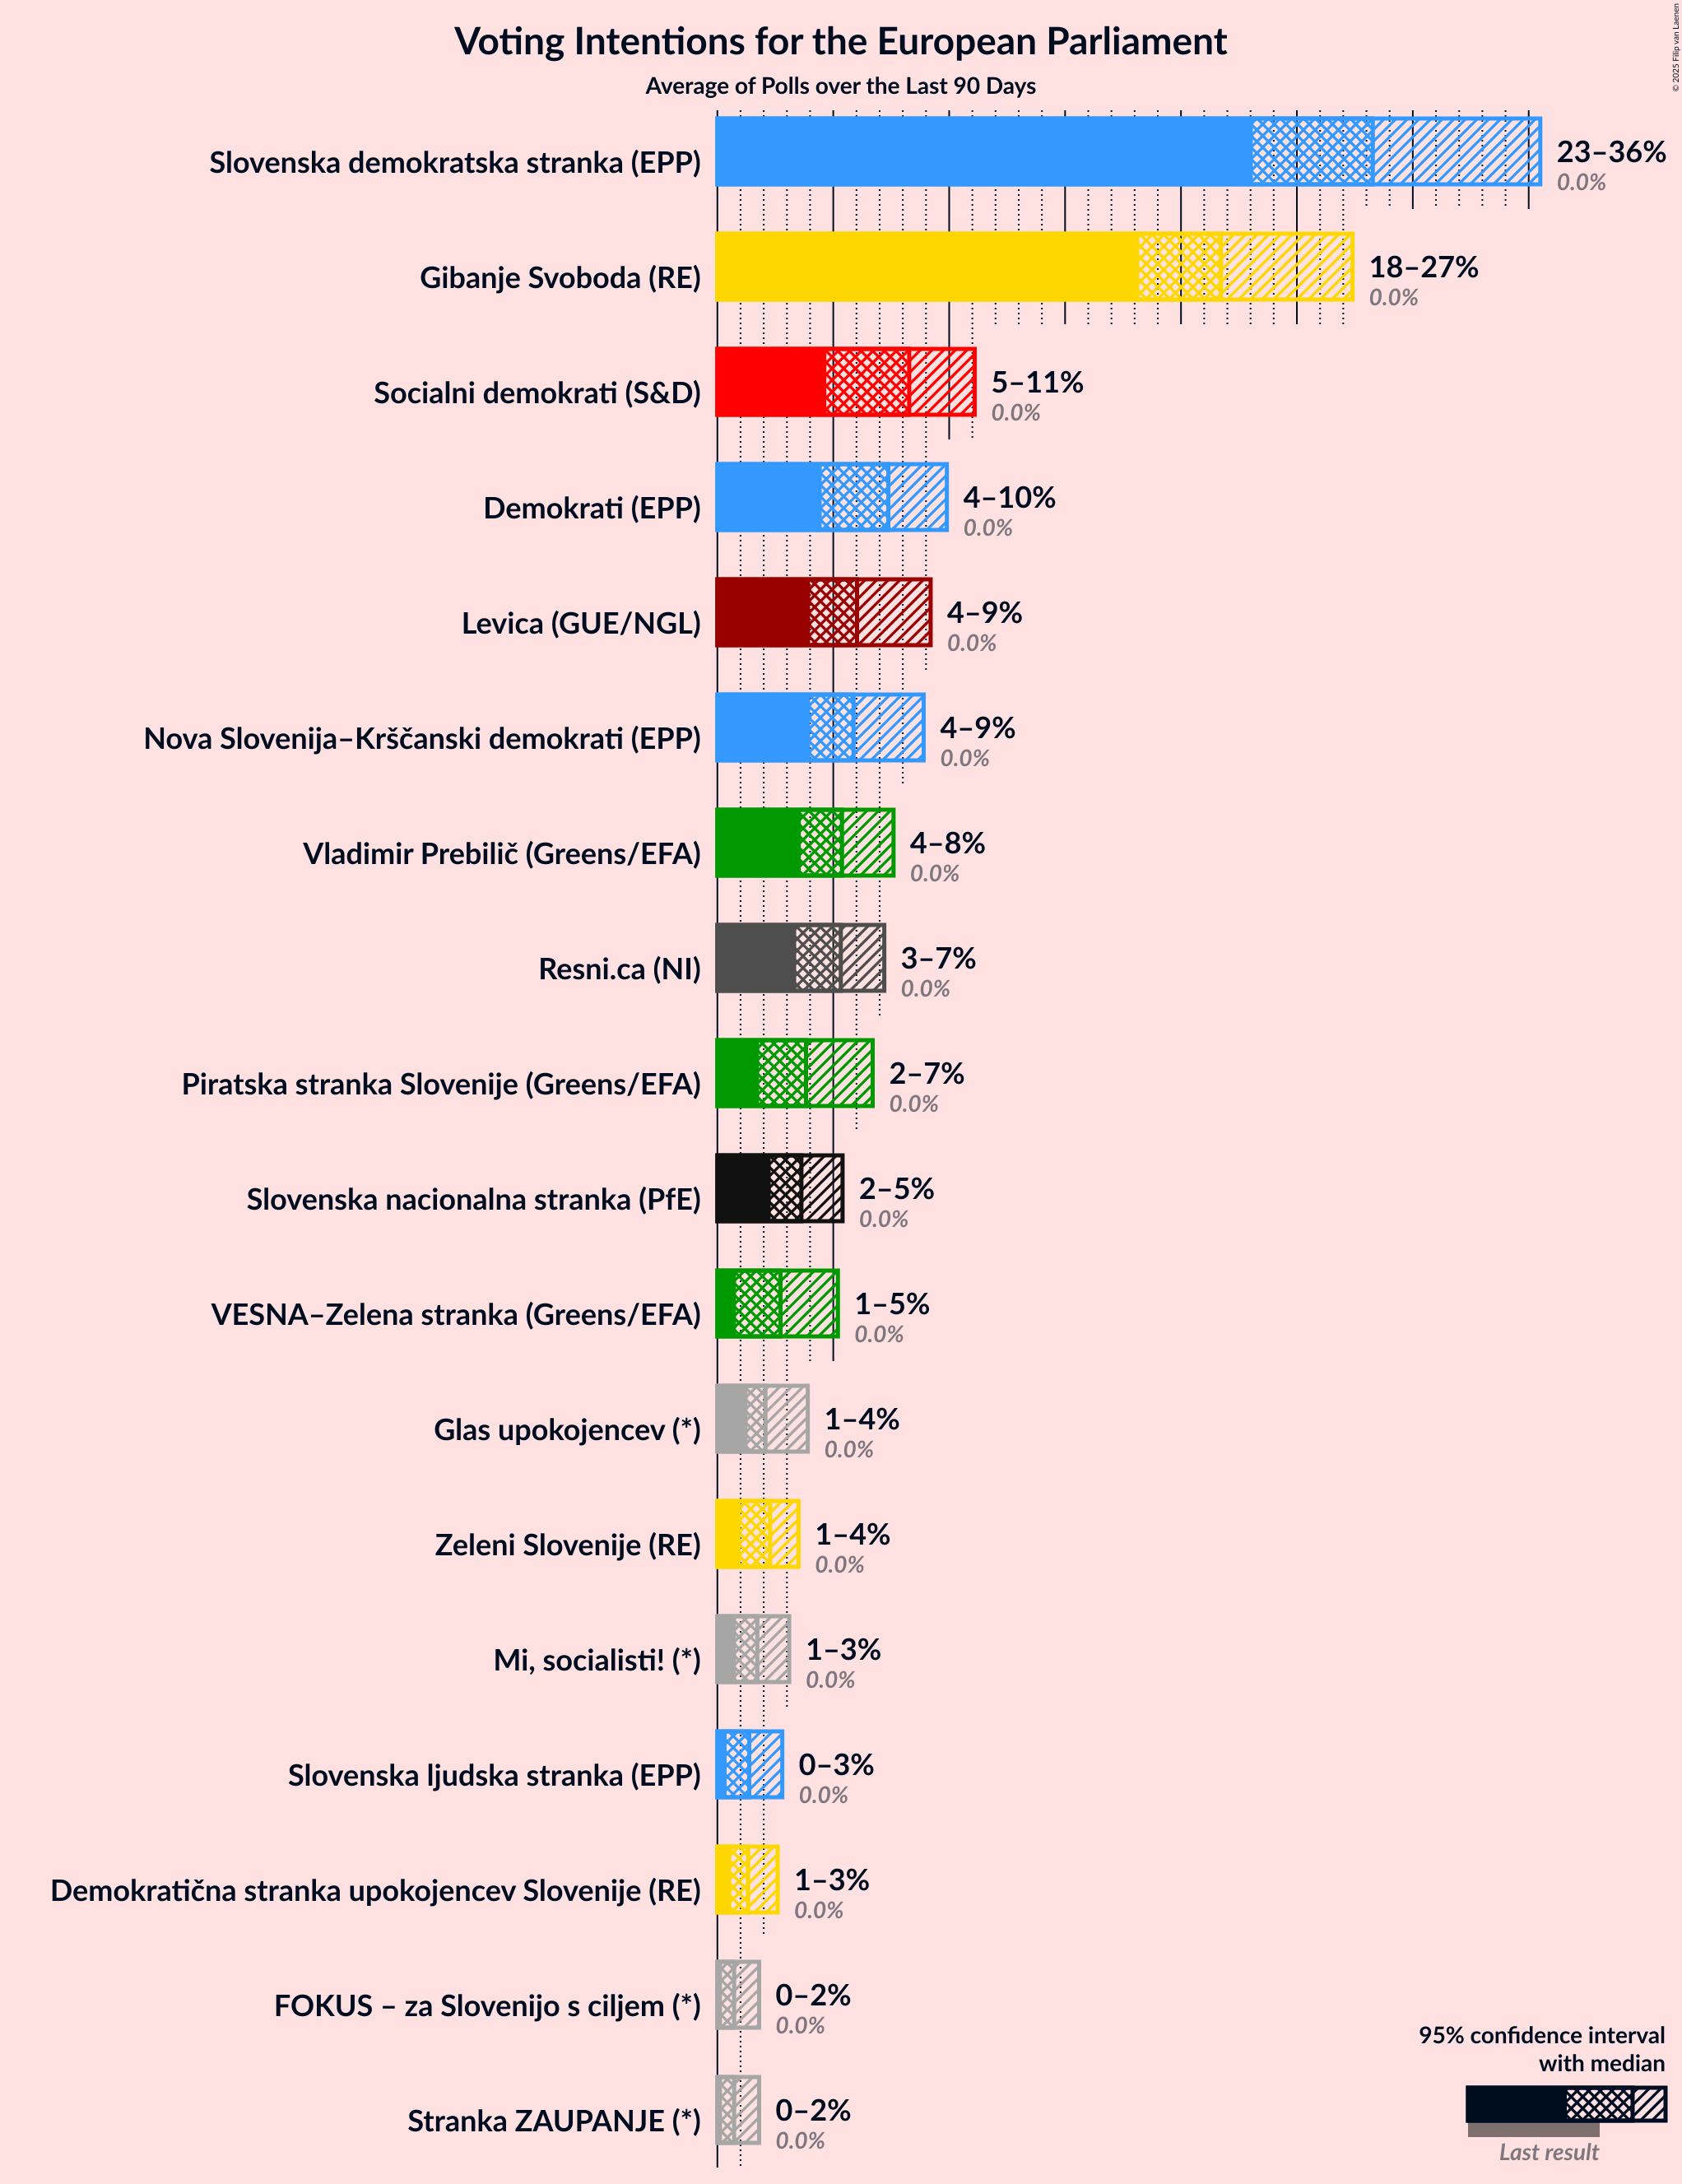 Voting Intentions for the European Parliament
Average of Polls over the Last 90 Days
© 2025 Filip van Laenen
Slovenska demokratska stranka (EPP)
23–36%
0.0%
Gibanje Svoboda (RE)
18–27%
0.0%
Socialni demokrati (S&D)
5–11%
0.0%
Demokrati (EPP)
4–10%
0.0%
Levica (GUE/NGL)
4–9%
0.0%
Nova Slovenija–Krščanski demokrati (EPP)
4–9%
0.0%
Vladimir Prebilič (Greens/EFA)
4–8%
0.0%
Resni.ca (NI)
3–7%
0.0%
Piratska stranka Slovenije (Greens/EFA)
2–7%
0.0%
Slovenska nacionalna stranka (PfE)
2–5%
0.0%
VESNA–Zelena stranka (Greens/EFA)
1–5%
0.0%
Glas upokojencev (*)
1–4%
0.0%
Zeleni Slovenije (RE)
1–4%
0.0%
Mi, socialisti! (*)
1–3%
0.0%
Slovenska ljudska stranka (EPP)
0–3%
0.0%
Demokratična stranka upokojencev Slovenije (RE)
1–3%
0.0%
FOKUS – za Slovenijo s ciljem (*)
0–2%
0.0%
Stranka ZAUPANJE (*)
0–2%
0.0%
95% confidence interval
with median
Last result